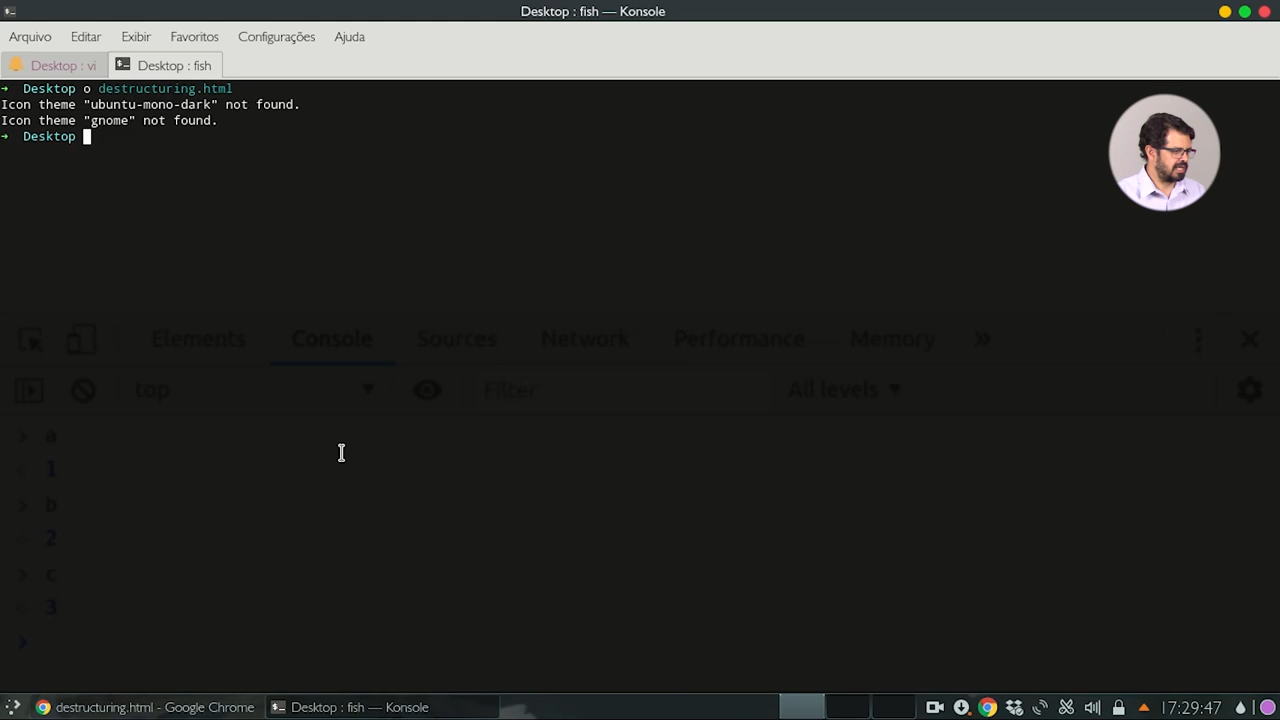 Desktop : fish — Konsole
Arquivo Editar Exibir Favoritos Configurações Ajuda
Desktop : vi Desktop : fish
➜ Desktop o destructuring.html
Icon theme "ubuntu-mono-dark" not found.
Icon theme "gnome" not found.
➜ Desktop
Elements Console Sources Network Performance Memory »
top Filter All levels
> a
< 1
> b
< 2
> c
< 3
>
destructuring.html - Google Chrome Desktop : fish — Konsole 17:29:47